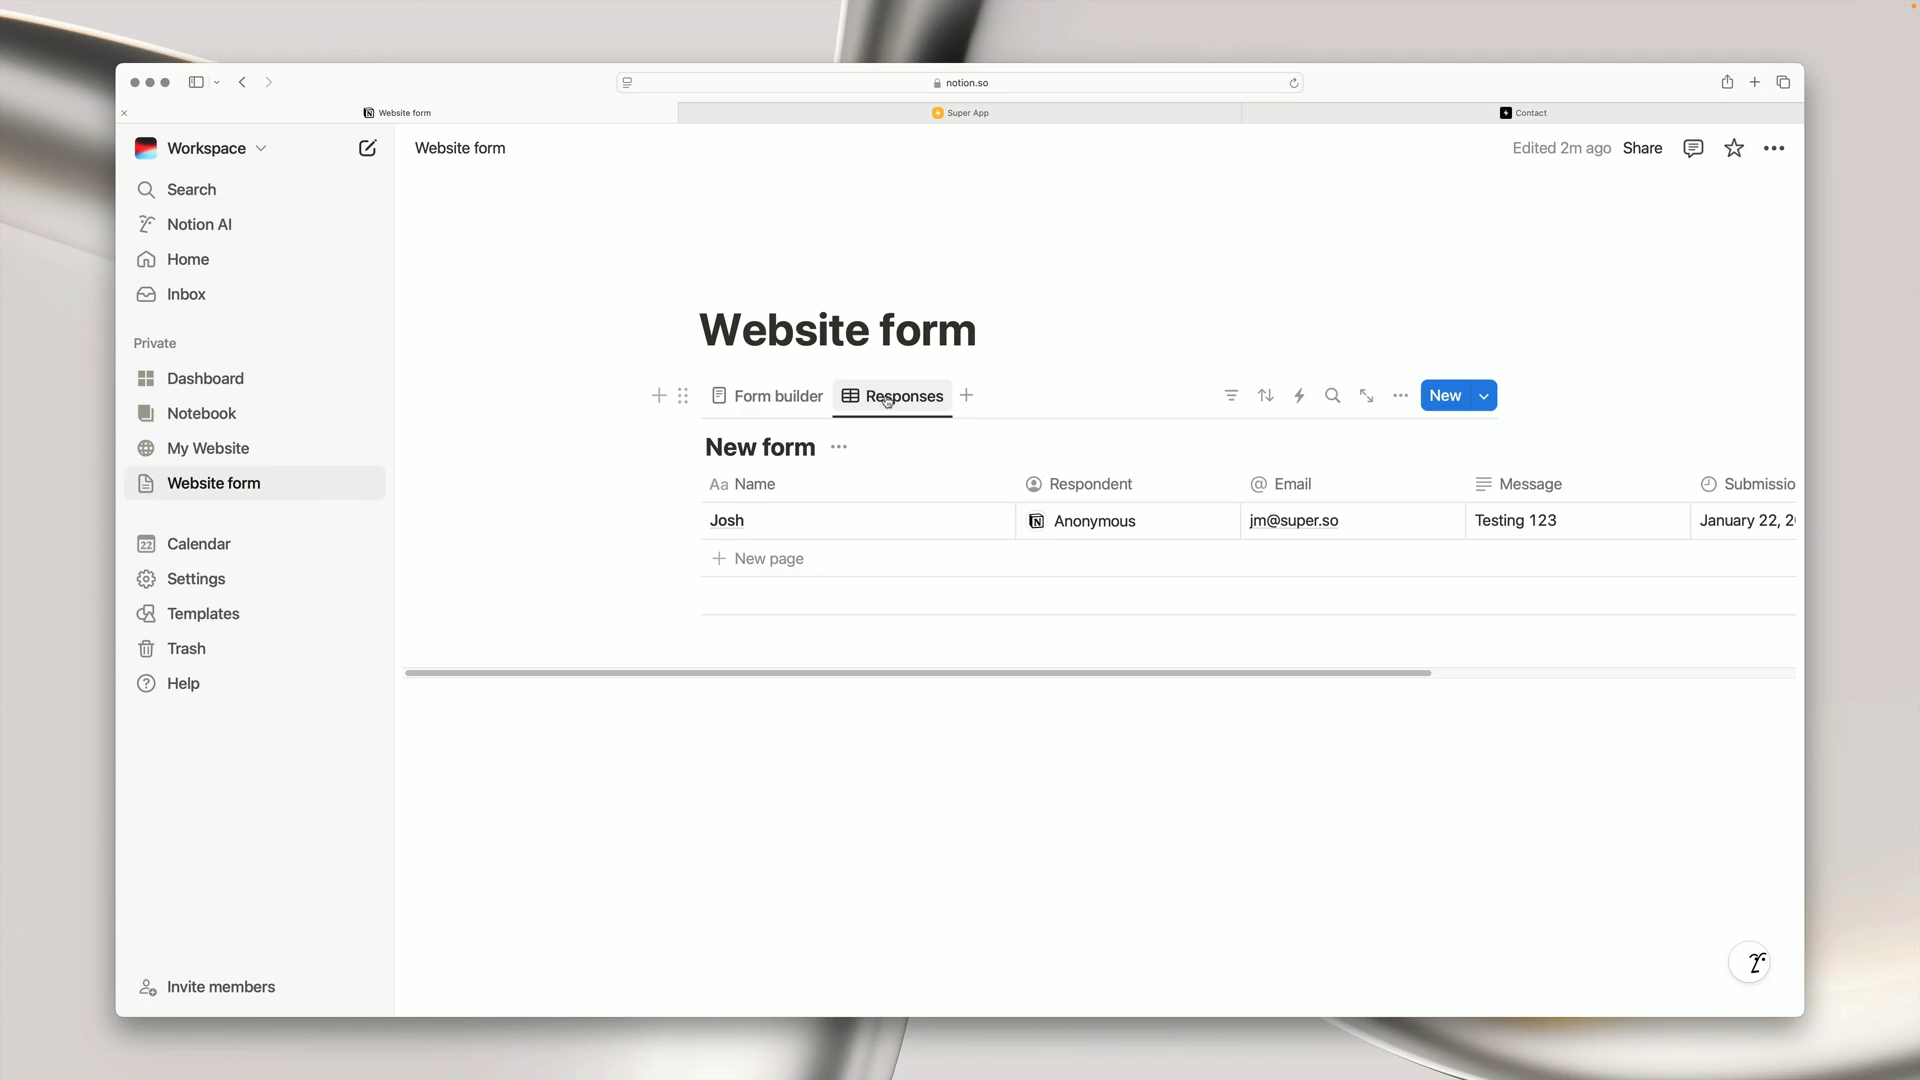 notion.so
Website form
Super App
Contact
Workspace
Website form
Edited 2m ago
Share
Search
Notion AI
Home
Inbox
Private
Dashboard
Notebook
My Website
Website form
22
Calendar
Settings
Templates
Trash
Help
Invite members
Website form
Form builder
Responses
New
New form
Aa Name
Respondent
@ Email
Message
Submissio
Josh
Anonymous
jm@super.so
Testing 123
January 22, 2
New page